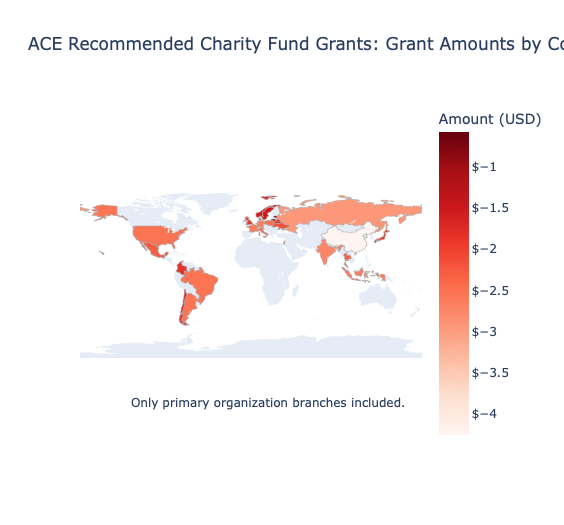 ACE Recommended Charity Fund Grants: Grant Amounts by Co
Amount (USD)
$−1
$−1.5
$−2
$−2.5
$−3
$−3.5
$−4
Only primary organization branches included.